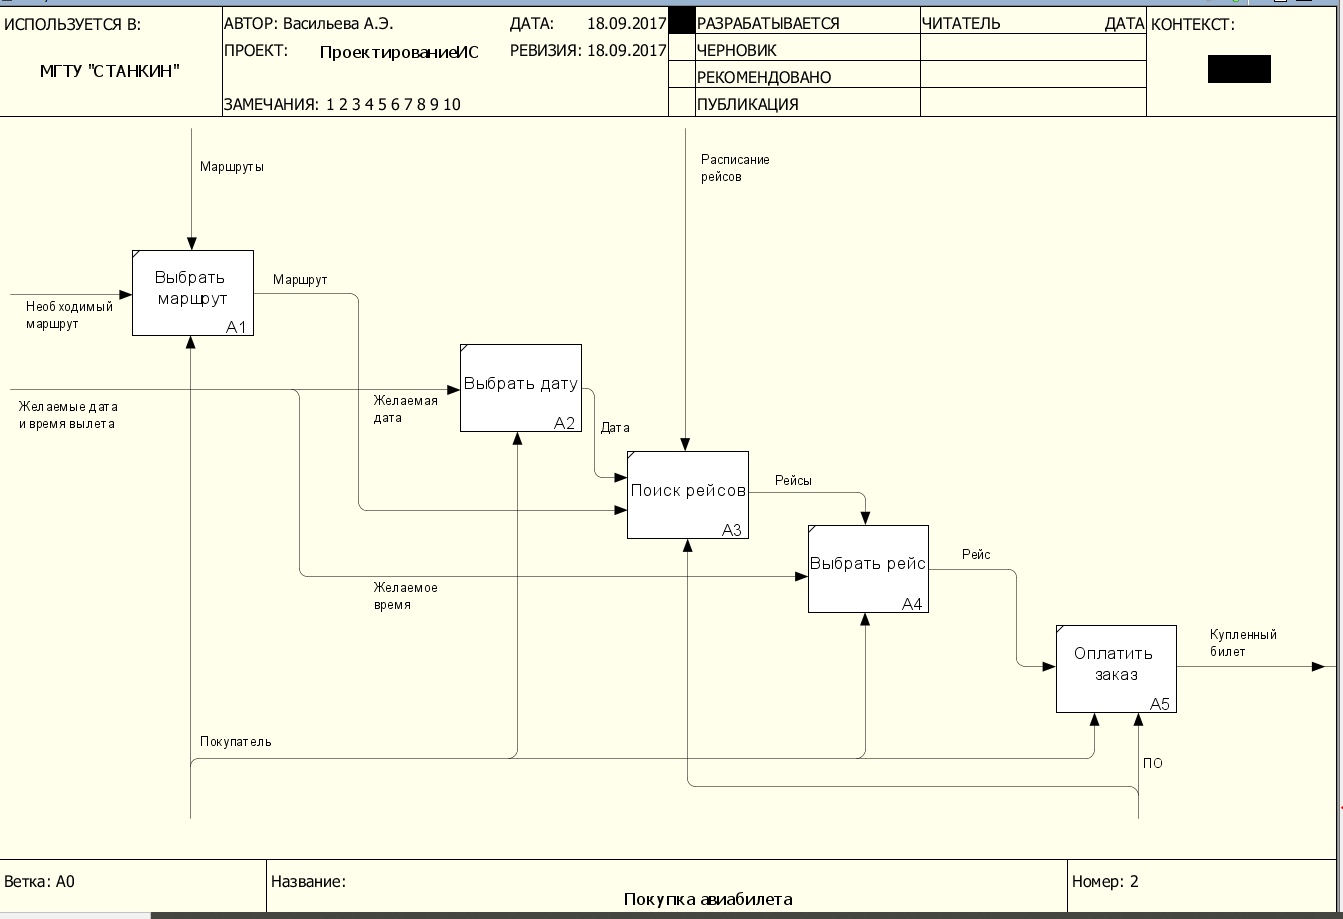 ИСПОЛЬЗУЕТСЯ В:
МГТУ "СТАНКИН"
АВТОР: Васильева А.Э.
ДАТА: 18.09.2017
ПРОЕКТ: ПроектированиеИС
РЕВИЗИЯ: 18.09.2017
ЗАМЕЧАНИЯ: 1 2 3 4 5 6 7 8 9 10
РАЗРАБАТЫВАЕТСЯ
ЧЕРНОВИК
РЕКОМЕНДОВАНО
ПУБЛИКАЦИЯ
ЧИТАТЕЛЬ
ДАТА
КОНТЕКСТ:
Маршруты
Расписание
рейсов
Выбрать
маршрут
A1
Маршрут
Необходимый
маршрут
Выбрать дату
A2
Желаемые дата
и время вылета
Желаемая
дата
Дата
Поиск рейсов
A3
Рейсы
Выбрать рейс
A4
Рейс
Желаемое
время
Оплатить
заказ
A5
Купленный
билет
Покупатель
ПО
Ветка: A0
Название:
Покупка авиабилета
Номер: 2